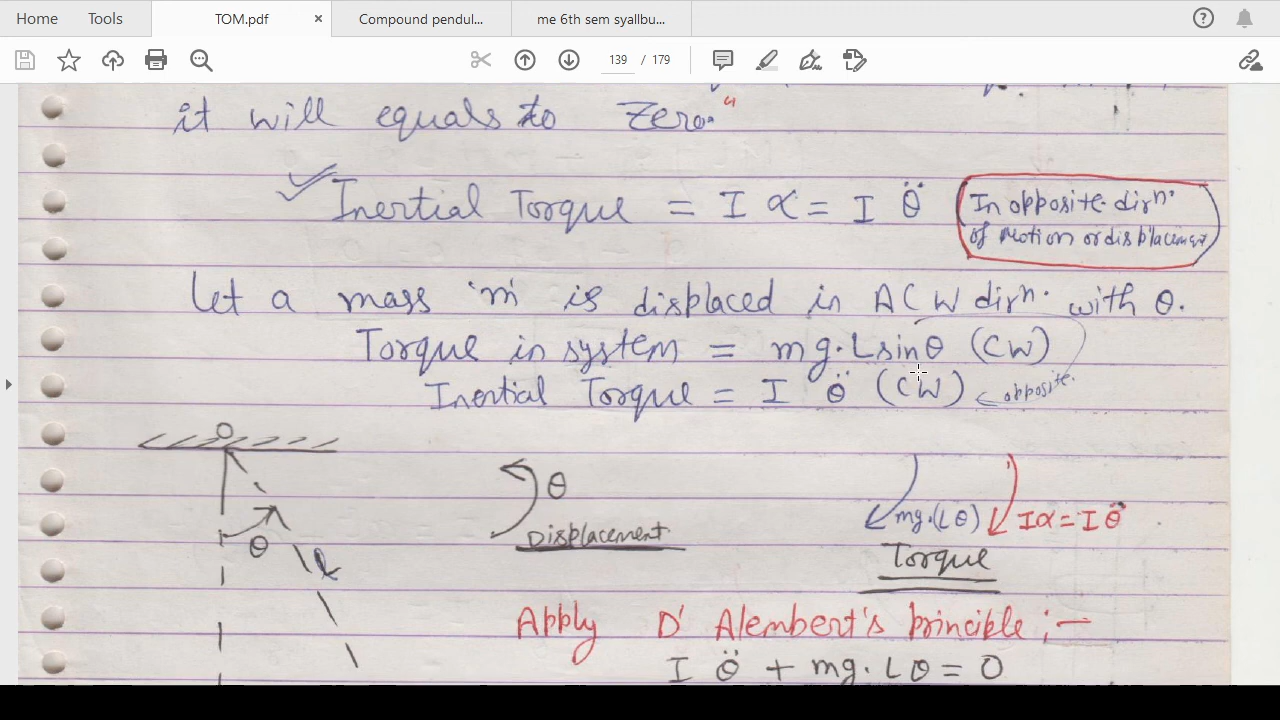 Home Tools TOM.pdf × Compound pendul... me 6th sem syallbu...
139 / 179
it will equals to Zero."
Inertial Torque = I α = I θ̈
In opposite dirⁿ.
of motion or displacement
Let a mass 'm' is displaced in ACW dirⁿ. with θ.
Torque in system = mg.Lsinθ (CW)
Inertial Torque = I θ̈ (CW) ← opposite.
O
θ
Displacement
θ
l
mg.(Lθ)
Iα = I θ̈
Torque
Apply D'Alembert's principle ;—
I θ̈ + mg.Lθ = 0